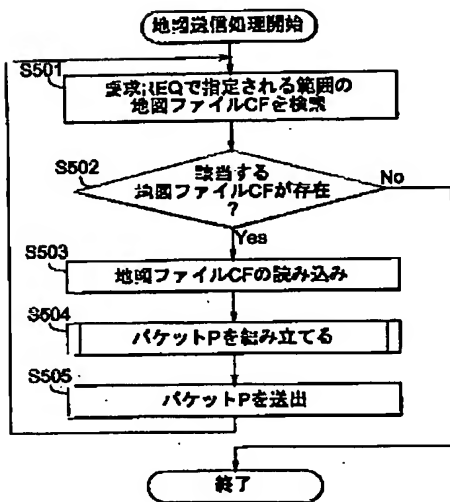 地図送信処理開始
S501
要求REQで指定される範囲の
地図ファイルCFを検索
S502
該当する
地図ファイルCFが存在
?
No
Yes
S503
地図ファイルCFの読み込み
S504
パケットPを組み立てる
S505
パケットPを送出
終了